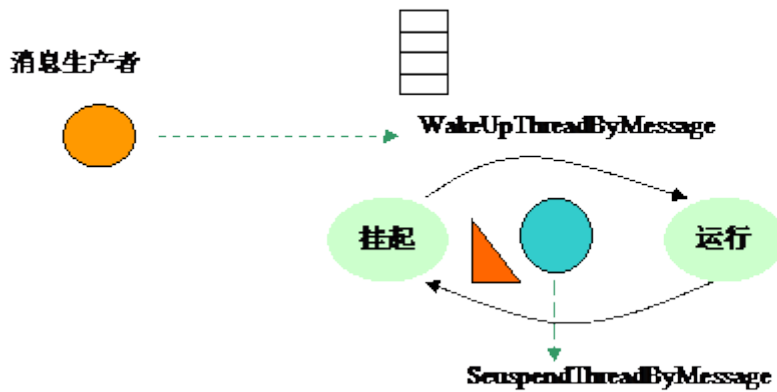 消息生产者
WakeUpThreadByMessage
挂起
运行
SeuspendThreadByMessage